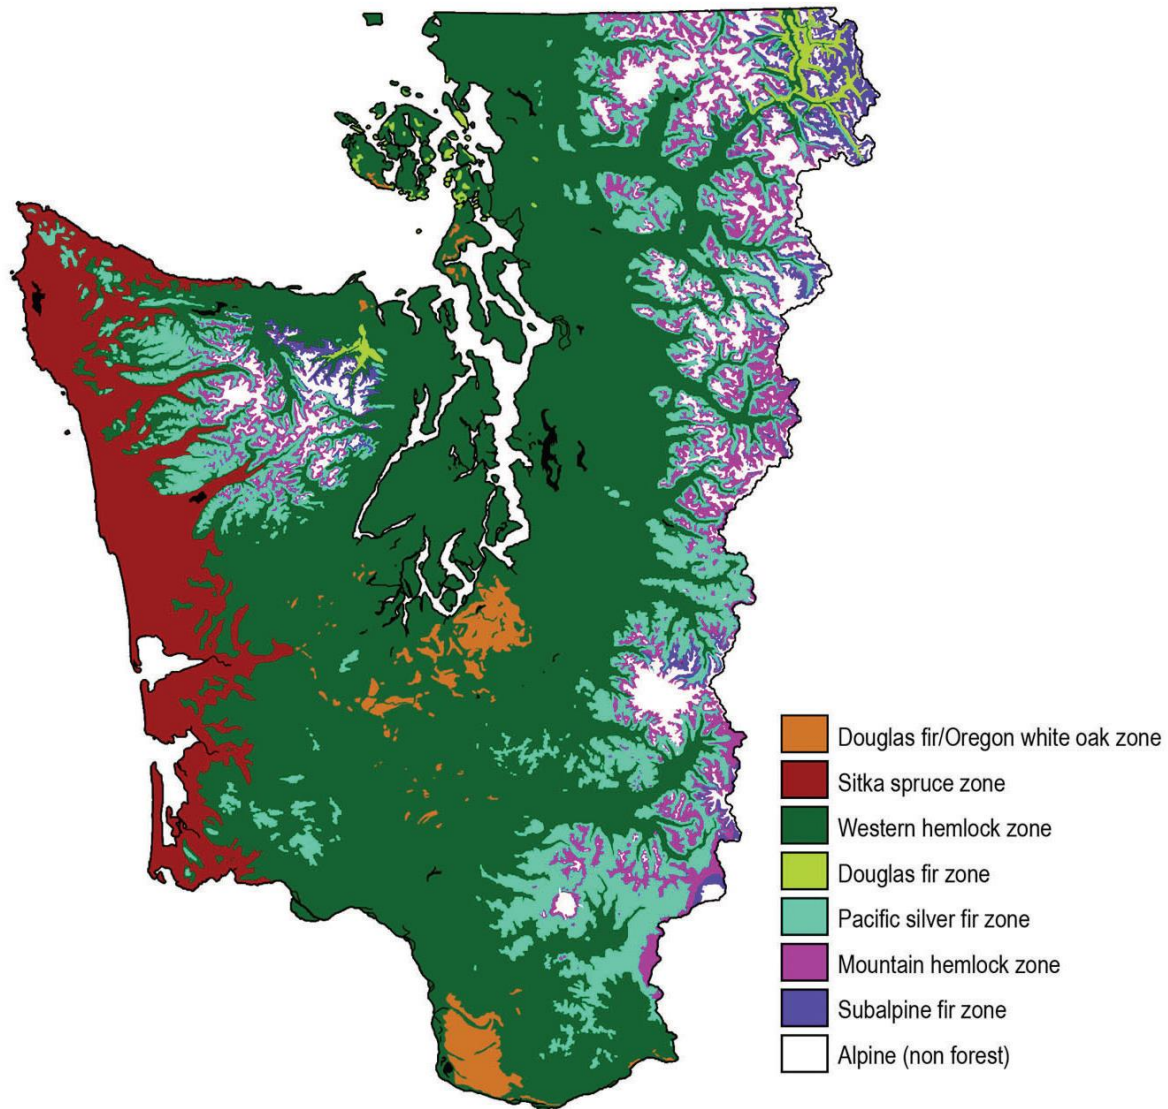 Douglas fir/Oregon white oak zone
Sitka spruce zone
Western hemlock zone
Douglas fir zone
Pacific silver fir zone
Mountain hemlock zone
Subalpine fir zone
Alpine (non forest)